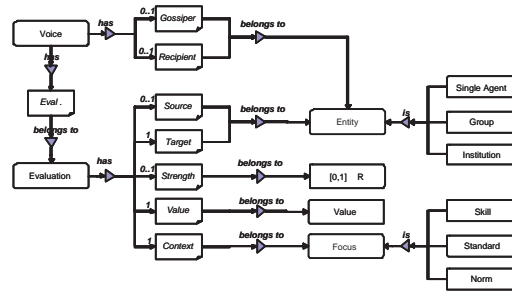 Voice
has
0..1
Gossiper
belongs to
0..1
Recipient
has
Eval .
belongs to
Evaluation
has
0..1
Source
belongs to
1
Target
Entity
is
Single Agent
Group
Institution
0..1
Strength
belongs to
[0,1] R
1
Value
belongs to
Value
1
Context
belongs to
Focus
is
Skill
Standard
Norm